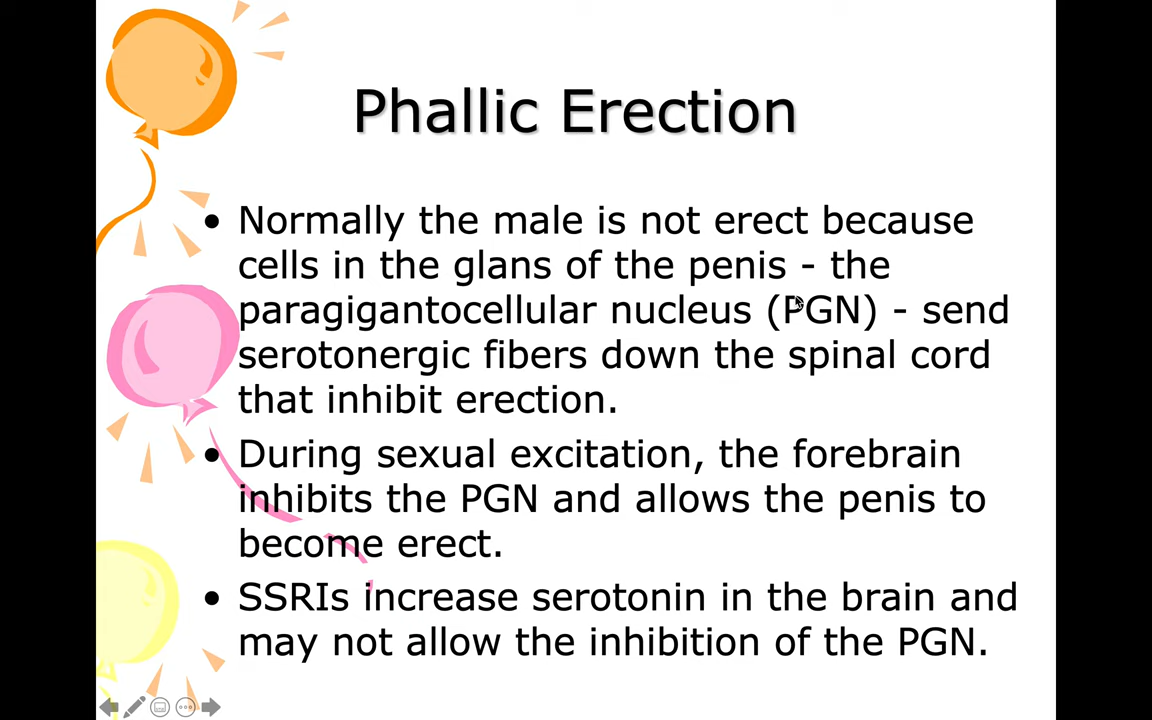 Phallic Erection
• Normally the male is not erect because
cells in the glans of the penis - the
paragigantocellular nucleus (PGN) - send
serotonergic fibers down the spinal cord
that inhibit erection.
• During sexual excitation, the forebrain
inhibits the PGN and allows the penis to
become erect.
• SSRIs increase serotonin in the brain and
may not allow the inhibition of the PGN.